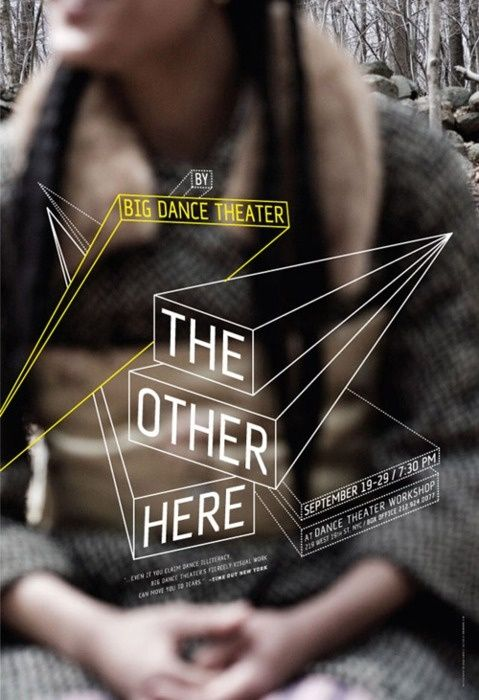 BY
BIG DANCE THEATER
THE
OTHER
HERE
SEPTEMBER 19-29 / 7:30 PM
AT DANCE THEATER WORKSHOP
219 WEST 19TH ST. NYC / BOX OFFICE 212 924 0077
"...EVEN IF YOU CLAIM DANCE ILLITERACY,
BIG DANCE THEATER'S FIERCELY VISUAL WORK
CAN MOVE YOU TO TEARS." –TIME OUT NEW YORK